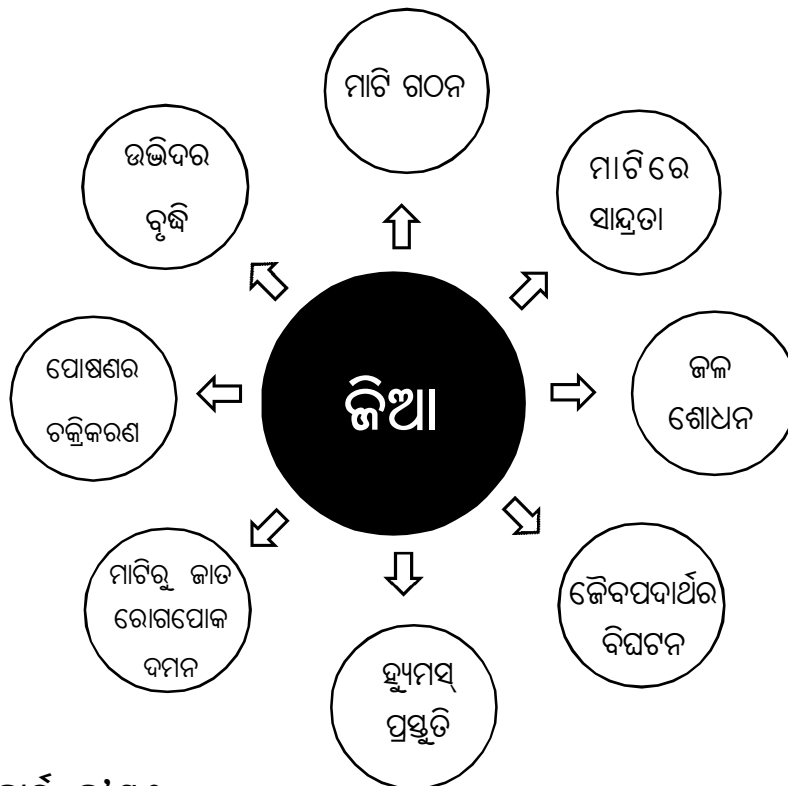 ମାଟି ଗଠନ
ଉଦ୍ଭିଦର
ବୃଦ୍ଧି
ମାଟିରେ
ସାନ୍ଦ୍ରତା
ପୋଷଣର
ଚକ୍ରିକରଣ
ଜିଆ
ଜଳ
ଶୋଧନ
ମାଟିରୁ ଜାତ
ରୋଗପୋକ
ଦମନ
ଜୈବପଦାର୍ଥର
ବିଘଟନ
ହ୍ୟୁମସ୍
ପ୍ରସ୍ତୁତି